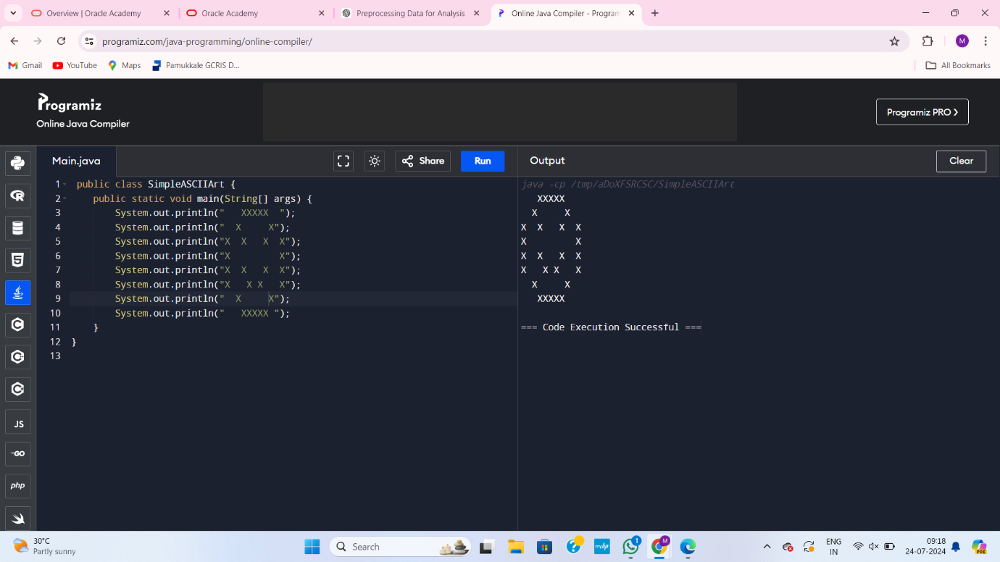 Overview | Oracle Academy
Oracle Academy
Preprocessing Data for Analysis
Online Java Compiler - Program
programiz.com/java-programming/online-compiler/
M
Gmail
YouTube
Maps
Pamukkale GCRIS D...
All Bookmarks
Programiz
Online Java Compiler
Programiz PRO
Main.java
Share
Run
Output
Clear
1 public class SimpleASCIIArt {
2     public static void main(String[] args) {
3         System.out.println("   XXXXX  ");
4         System.out.println("  X     X");
5         System.out.println("X  X   X  X");
6         System.out.println("X         X");
7         System.out.println("X  X   X  X");
8         System.out.println("X   X X   X");
9         System.out.println("  X     X");
10         System.out.println("   XXXXX ");
11     }
12 }
13
java -cp /tmp/aDoXFSRCSC/SimpleASCIIArt
   XXXXX
  X     X
X  X   X  X
X         X
X  X   X  X
X   X X   X
  X     X
   XXXXX
=== Code Execution Successful ===
JS
GO
php
30°C
Partly sunny
Search
myhp
1
M
ENG
IN
09:18
24-07-2024
PRE